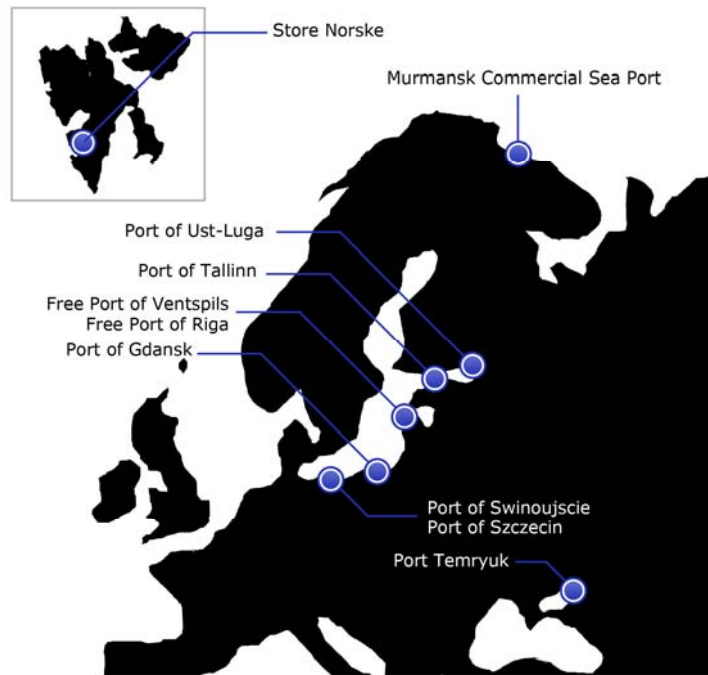 Store Norske
Murmansk Commercial Sea Port
Port of Ust-Luga
Port of Tallinn
Free Port of Ventspils
Free Port of Riga
Port of Gdansk
Port of Swinoujscie
Port of Szczecin
Port Temryuk